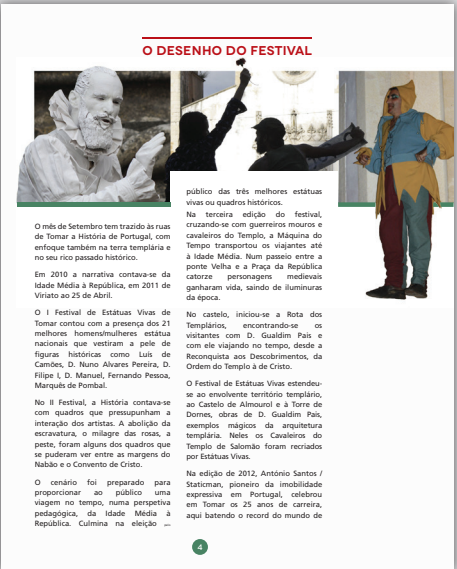 O DESENHO DO FESTIVAL
O mês de Setembro tem trazido às ruas
de Tomar a História de Portugal, com
enfoque também na terra templária e
no seu rico passado histórico.
Em 2010 a narrativa contava-se da
Idade Média à República, em 2011 de
Viriato ao 25 de Abril.
O I Festival de Estátuas Vivas de
Tomar contou com a presença dos 21
melhores homens/mulheres estátua
nacionais que vestiram a pele de
figuras históricas como Luís de
Camões, D. Nuno Alvares Pereira, D.
Filipe I, D. Manuel, Fernando Pessoa,
Marquês de Pombal.
No II Festival, a História contava-se
com quadros que pressupunham a
interação dos artistas. A abolição da
escravatura, o milagre das rosas, a
peste, foram alguns dos quadros que
se puderam ver entre as margens do
Nabão e o Convento de Cristo.
O cenário foi preparado para
proporcionar ao público uma
viagem no tempo, numa perspetiva
pedagógica, da Idade Média à
República. Culmina na eleição
público das três melhores estátuas
vivas ou quadros históricos.
Na terceira edição do festival,
cruzando-se com guerreiros mouros e
cavaleiros do Templo, a Máquina do
Tempo transportou os viajantes até
à Idade Média. Num passeio entre a
ponte Velha e a Praça da República
catorze personagens medievais
ganharam vida, saindo de iluminuras
da época.
No castelo, iniciou-se a Rota dos
Templários, encontrando-se os
visitantes com D. Gualdim Pais e
com ele viajando no tempo, desde a
Reconquista aos Descobrimentos, da
Ordem do Templo à de Cristo.
O Festival de Estátuas Vivas estendeu-
se ao envolvente território templário,
ao Castelo de Almourol e à Torre de
Dornes, obras de D. Gualdim Pais,
exemplos mágicos da arquitetura
templária. Neles os Cavaleiros do
Templo de Salomão foram recriados
por Estátuas Vivas.
Na edição de 2012, António Santos /
Staticman, pioneiro da imobilidade
expressiva em Portugal, celebrou
em Tomar os 25 anos de carreira,
aqui batendo o record do mundo de
4